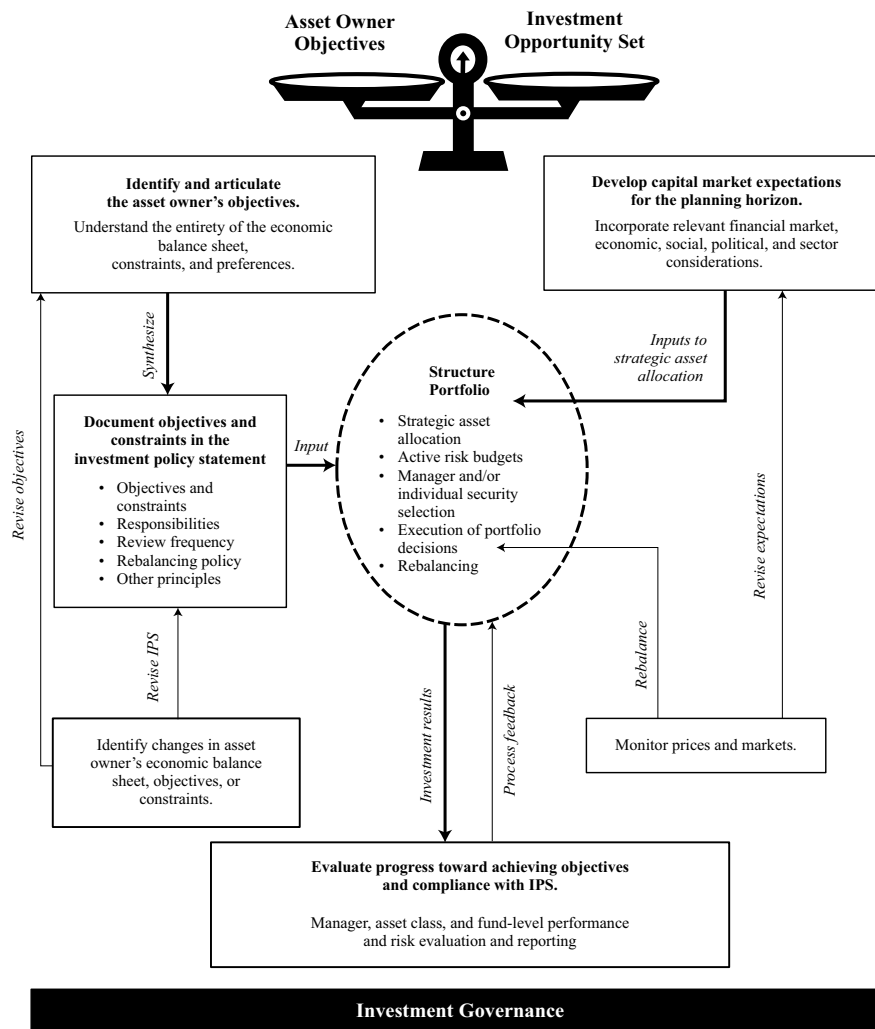 Asset Owner
Objectives
Investment
Opportunity Set
Identify and articulate
the asset owner's objectives.
Understand the entirety of the economic
balance sheet,
constraints, and preferences.
Develop capital market expectations
for the planning horizon.
Incorporate relevant financial market,
economic, social, political, and sector
considerations.
Synthesize
Inputs to
strategic asset
allocation
Revise objectives
Document objectives and
constraints in the
investment policy statement
• Objectives and
constraints
• Responsibilities
• Review frequency
• Rebalancing policy
• Other principles
Input
Structure
Portfolio
• Strategic asset
allocation
• Active risk budgets
• Manager and/or
individual security
selection
• Execution of portfolio
decisions
• Rebalancing
Revise expectations
Revise IPS
Rebalance
Identify changes in asset
owner's economic balance
sheet, objectives, or
constraints.
Investment results
Process feedback
Monitor prices and markets.
Evaluate progress toward achieving objectives
and compliance with IPS.
Manager, asset class, and fund-level performance
and risk evaluation and reporting
Investment Governance